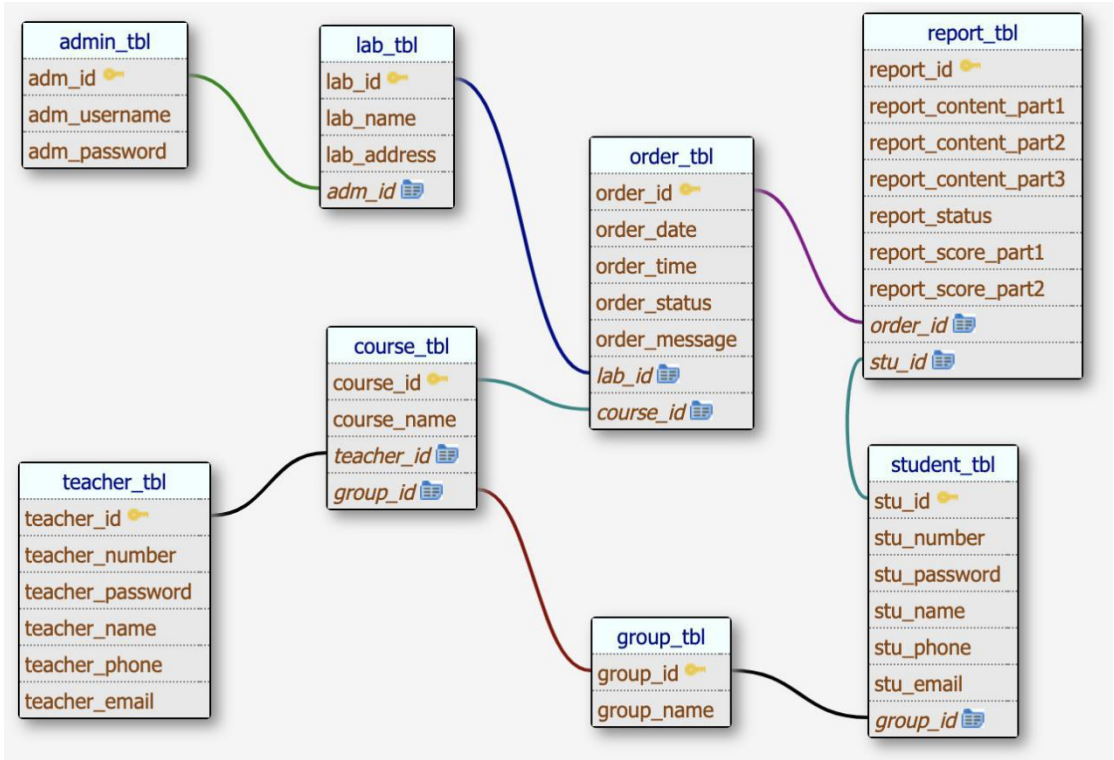 admin_tbl
adm_id
adm_username
adm_password
lab_tbl
lab_id
lab_name
lab_address
adm_id
order_tbl
order_id
order_date
order_time
order_status
order_message
lab_id
course_id
report_tbl
report_id
report_content_part1
report_content_part2
report_content_part3
report_status
report_score_part1
report_score_part2
order_id
stu_id
course_tbl
course_id
course_name
teacher_id
group_id
teacher_tbl
teacher_id
teacher_number
teacher_password
teacher_name
teacher_phone
teacher_email
group_tbl
group_id
group_name
student_tbl
stu_id
stu_number
stu_password
stu_name
stu_phone
stu_email
group_id